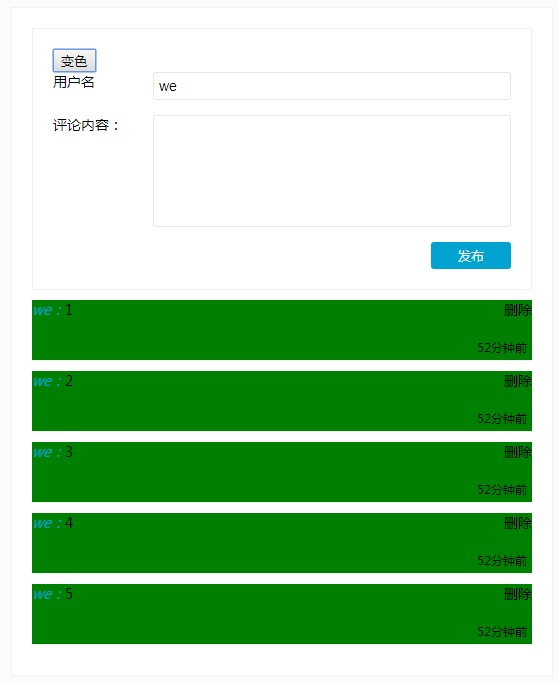 变色
用户名 we
评论内容：
发布
we：1 删除
52分钟前
we：2 删除
52分钟前
we：3 删除
52分钟前
we：4 删除
52分钟前
we：5 删除
52分钟前